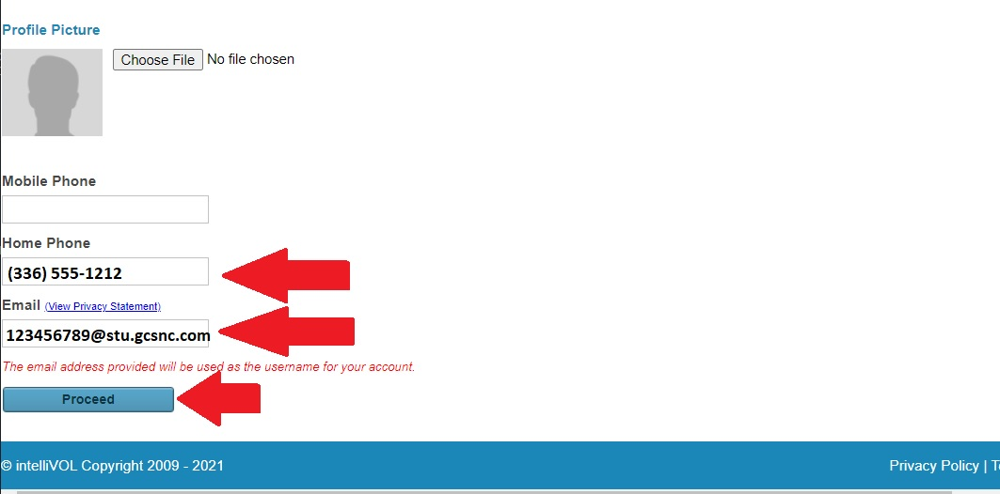 Profile Picture
Choose File No file chosen
Mobile Phone
Home Phone
(336) 555-1212
Email (View Privacy Statement)
123456789@stu.gcsnc.com
The email address provided will be used as the username for your account.
Proceed
© intelliVOL Copyright 2009 - 2021 Privacy Policy |